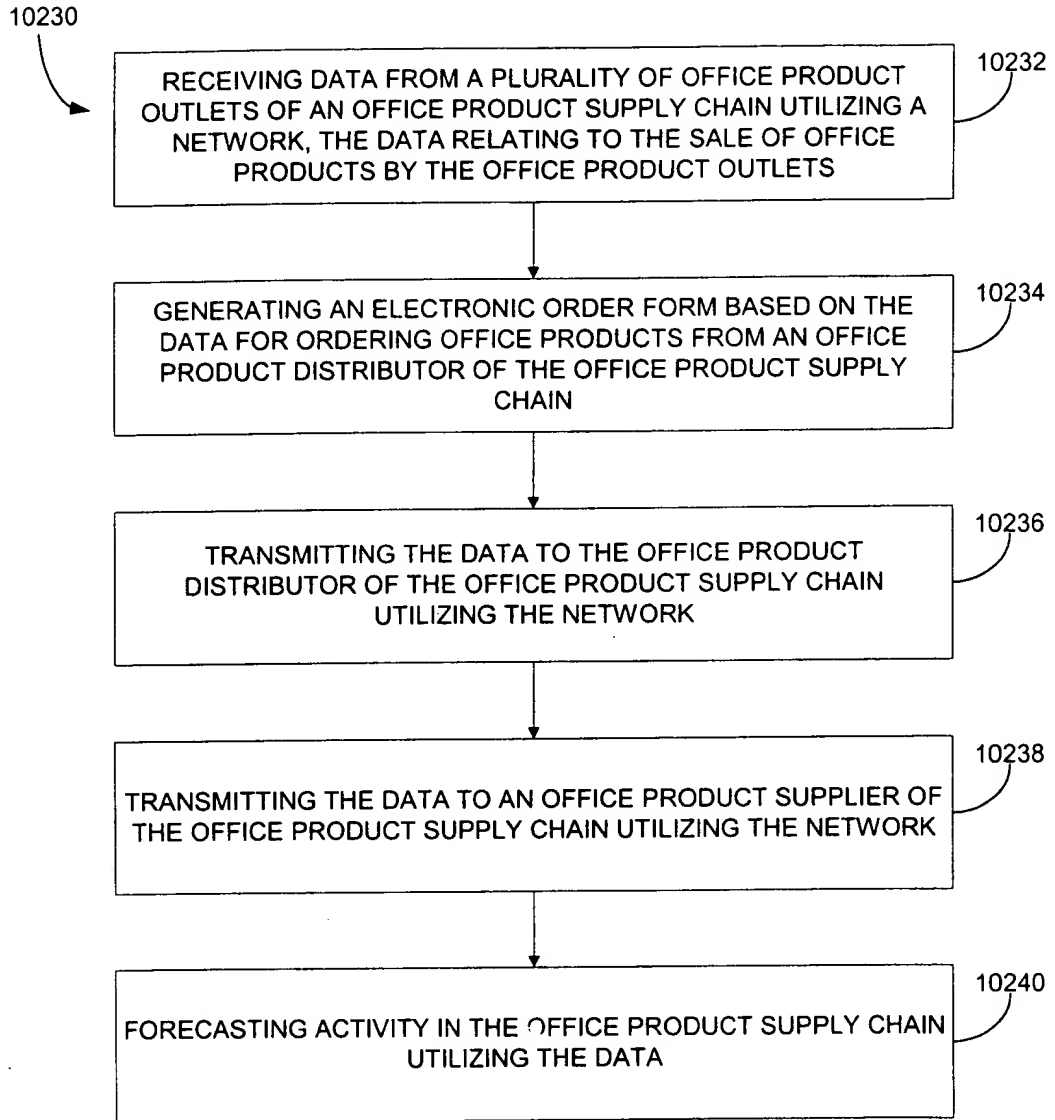 10230
RECEIVING DATA FROM A PLURALITY OF OFFICE PRODUCT
OUTLETS OF AN OFFICE PRODUCT SUPPLY CHAIN UTILIZING A
NETWORK, THE DATA RELATING TO THE SALE OF OFFICE
PRODUCTS BY THE OFFICE PRODUCT OUTLETS
10232
GENERATING AN ELECTRONIC ORDER FORM BASED ON THE
DATA FOR ORDERING OFFICE PRODUCTS FROM AN OFFICE
PRODUCT DISTRIBUTOR OF THE OFFICE PRODUCT SUPPLY
CHAIN
10234
TRANSMITTING THE DATA TO THE OFFICE PRODUCT
DISTRIBUTOR OF THE OFFICE PRODUCT SUPPLY CHAIN
UTILIZING THE NETWORK
10236
TRANSMITTING THE DATA TO AN OFFICE PRODUCT SUPPLIER OF
THE OFFICE PRODUCT SUPPLY CHAIN UTILIZING THE NETWORK
10238
FORECASTING ACTIVITY IN THE OFFICE PRODUCT SUPPLY CHAIN
UTILIZING THE DATA
10240